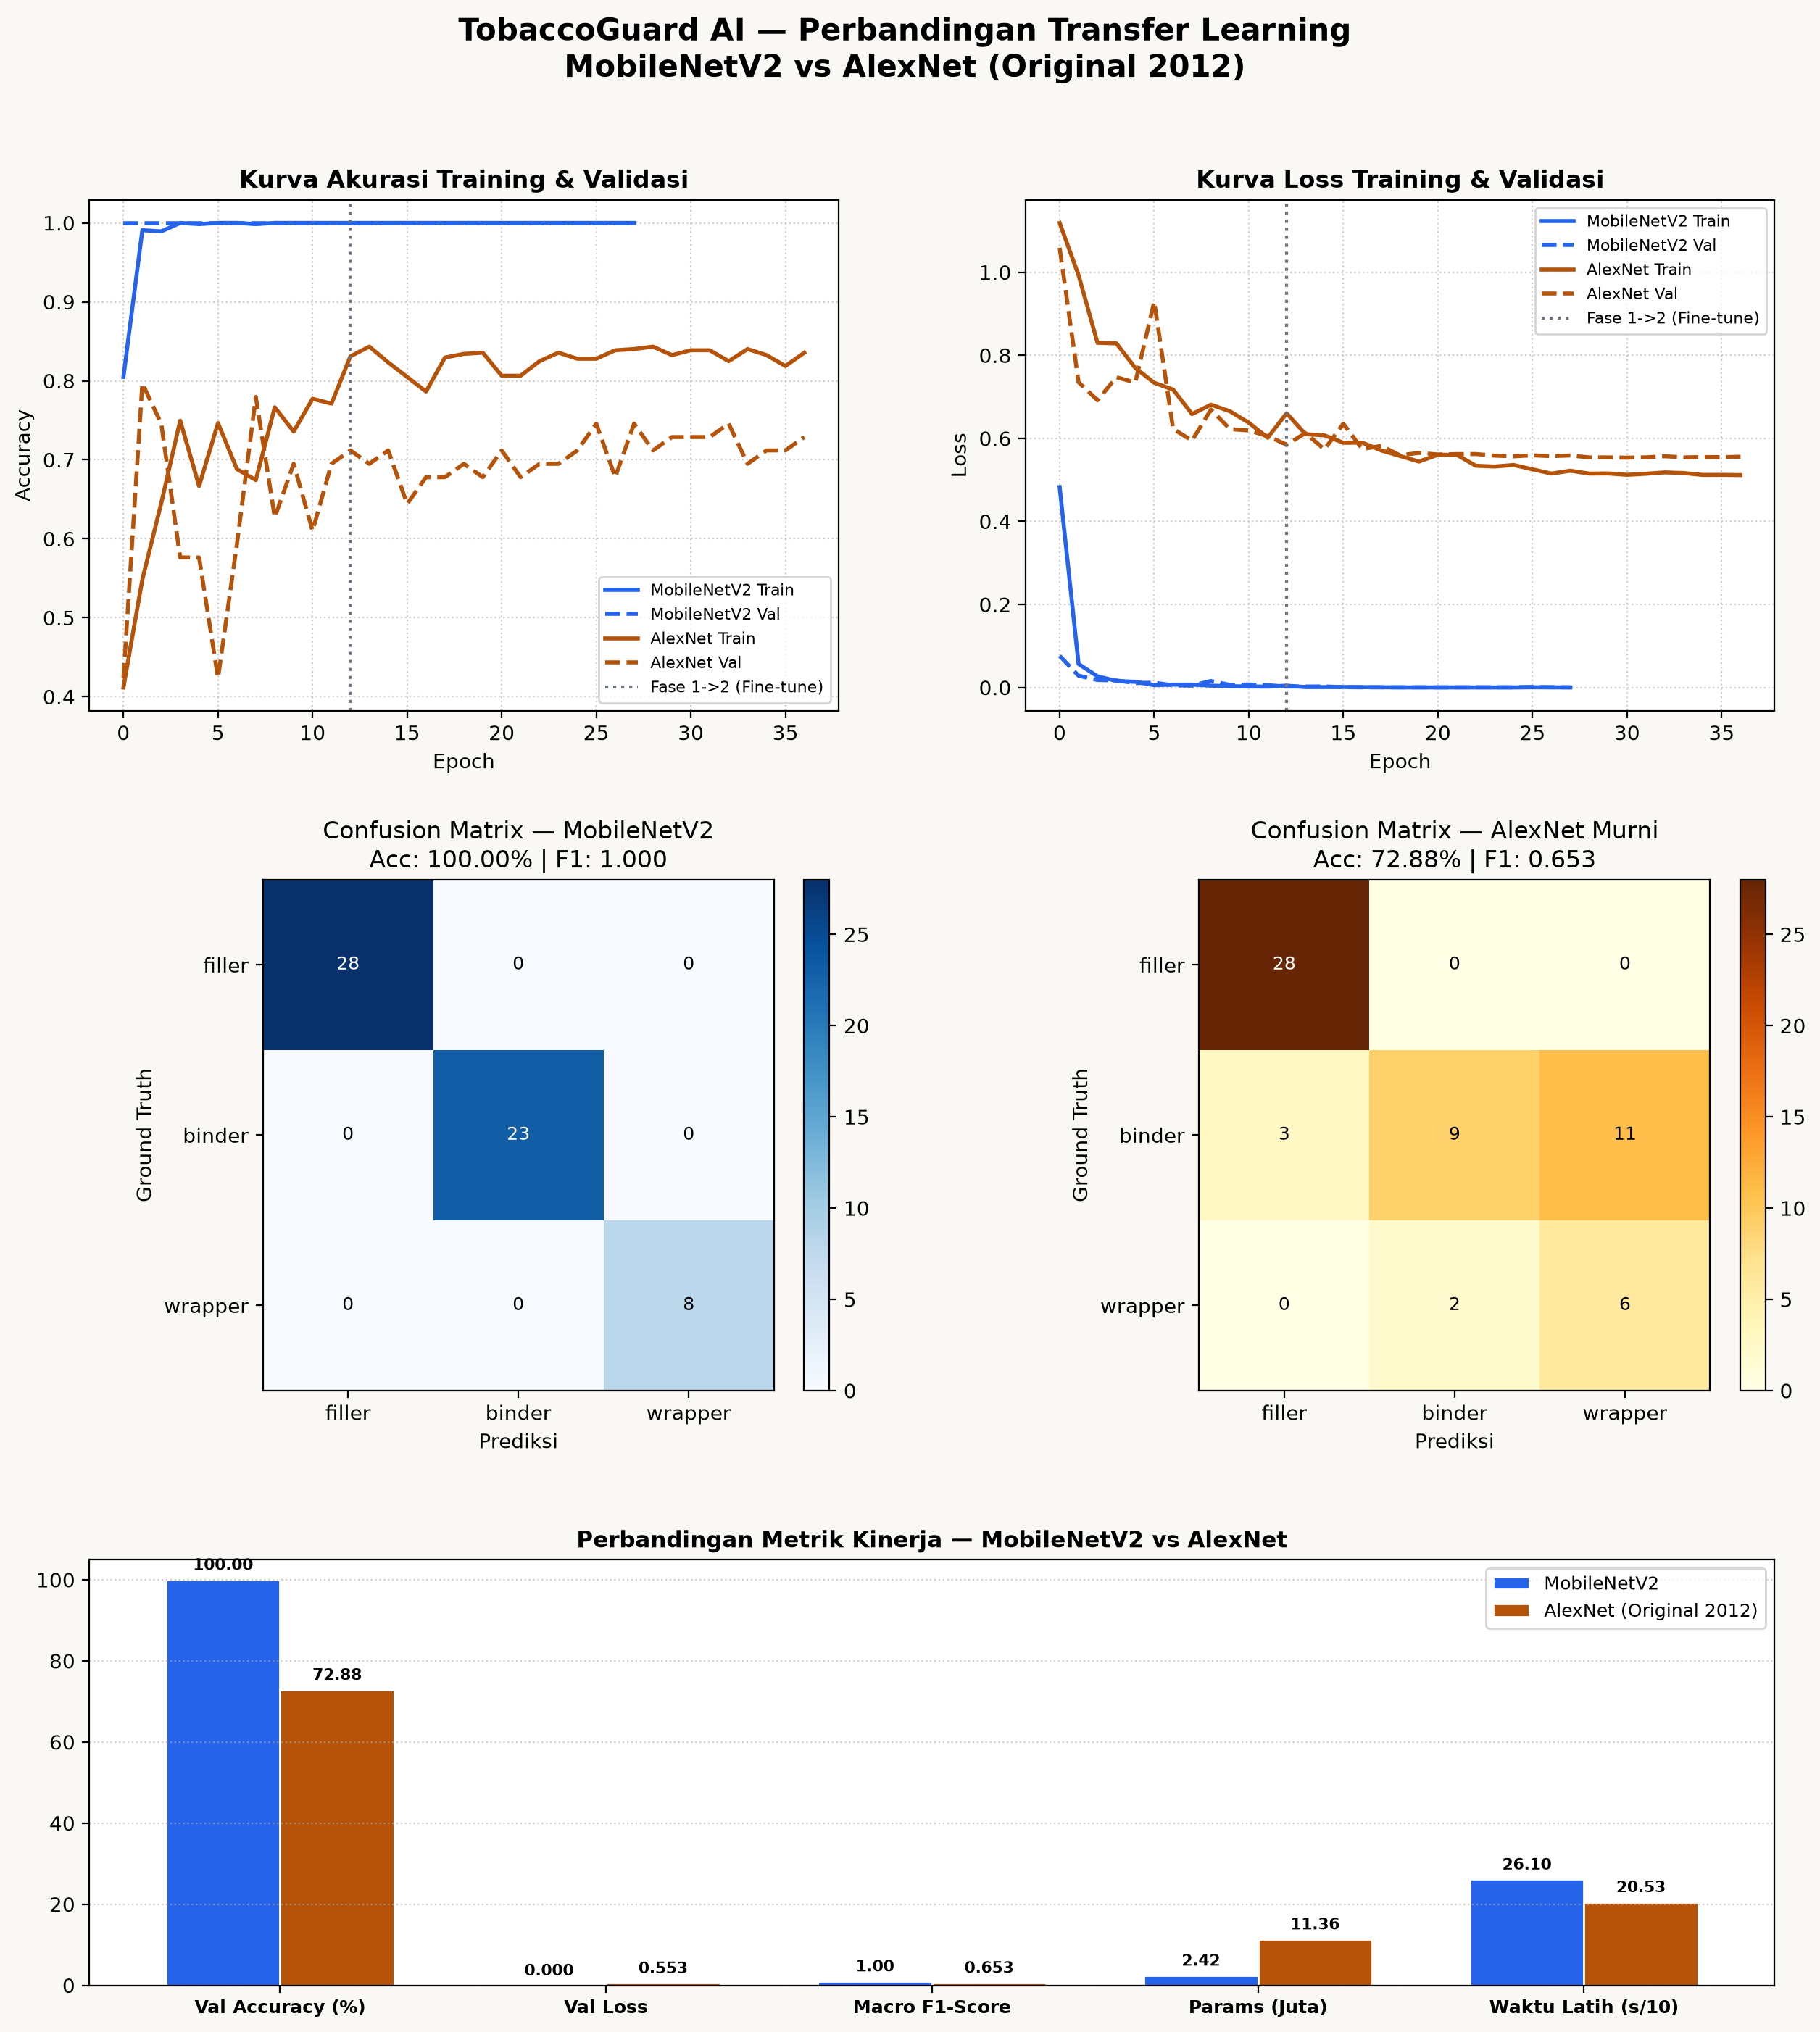 TobaccoGuard AI — Perbandingan Transfer Learning
MobileNetV2 vs AlexNet (Original 2012)
Kurva Akurasi Training & Validasi
Accuracy
1.0
0.9
0.8
0.7
0.6
0.5
0.4
0 5 10 15 20 25 30 35
Epoch
MobileNetV2 Train
MobileNetV2 Val
AlexNet Train
AlexNet Val
Fase 1->2 (Fine-tune)
Kurva Loss Training & Validasi
Loss
1.0
0.8
0.6
0.4
0.2
0.0
0 5 10 15 20 25 30 35
Epoch
MobileNetV2 Train
MobileNetV2 Val
AlexNet Train
AlexNet Val
Fase 1->2 (Fine-tune)
Confusion Matrix — MobileNetV2
Acc: 100.00% | F1: 1.000
Ground Truth
filler 28 0 0
binder 0 23 0
wrapper 0 0 8
filler binder wrapper
Prediksi
25
20
15
10
5
0
Confusion Matrix — AlexNet Murni
Acc: 72.88% | F1: 0.653
Ground Truth
filler 28 0 0
binder 3 9 11
wrapper 0 2 6
filler binder wrapper
Prediksi
25
20
15
10
5
0
Perbandingan Metrik Kinerja — MobileNetV2 vs AlexNet
100
80
60
40
20
0
100.00 72.88
0.000 0.553
1.00 0.653
2.42 11.36
26.10 20.53
MobileNetV2
AlexNet (Original 2012)
Val Accuracy (%) Val Loss Macro F1-Score Params (Juta) Waktu Latih (s/10)